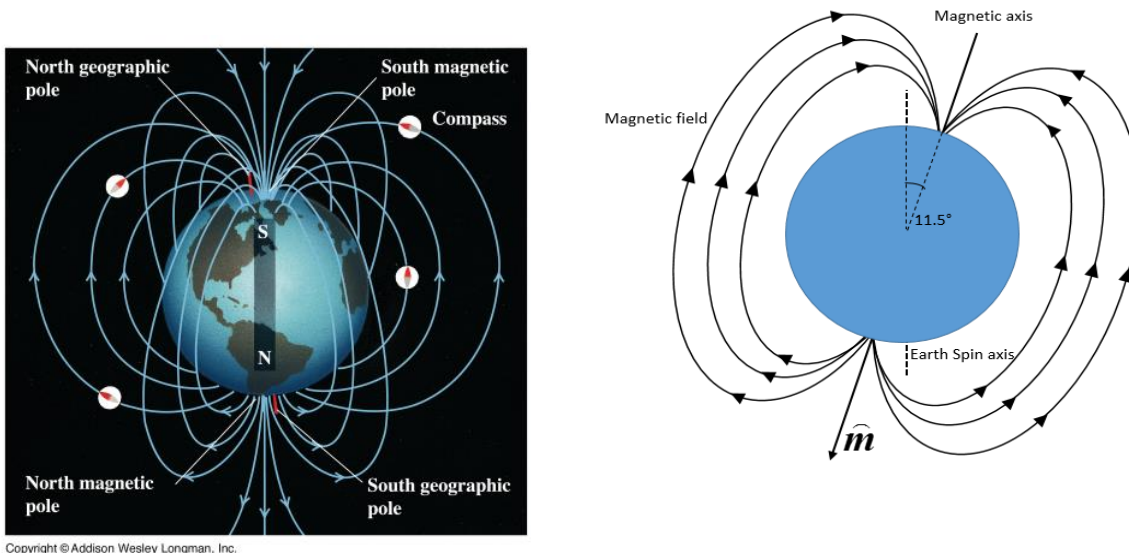 North geographic
pole
South magnetic
pole
Compass
S
N
North magnetic
pole
South geographic
pole
Copyright © Addison Wesley Longman, Inc.
Magnetic axis
Magnetic field
11.5°
Earth Spin axis
m̂